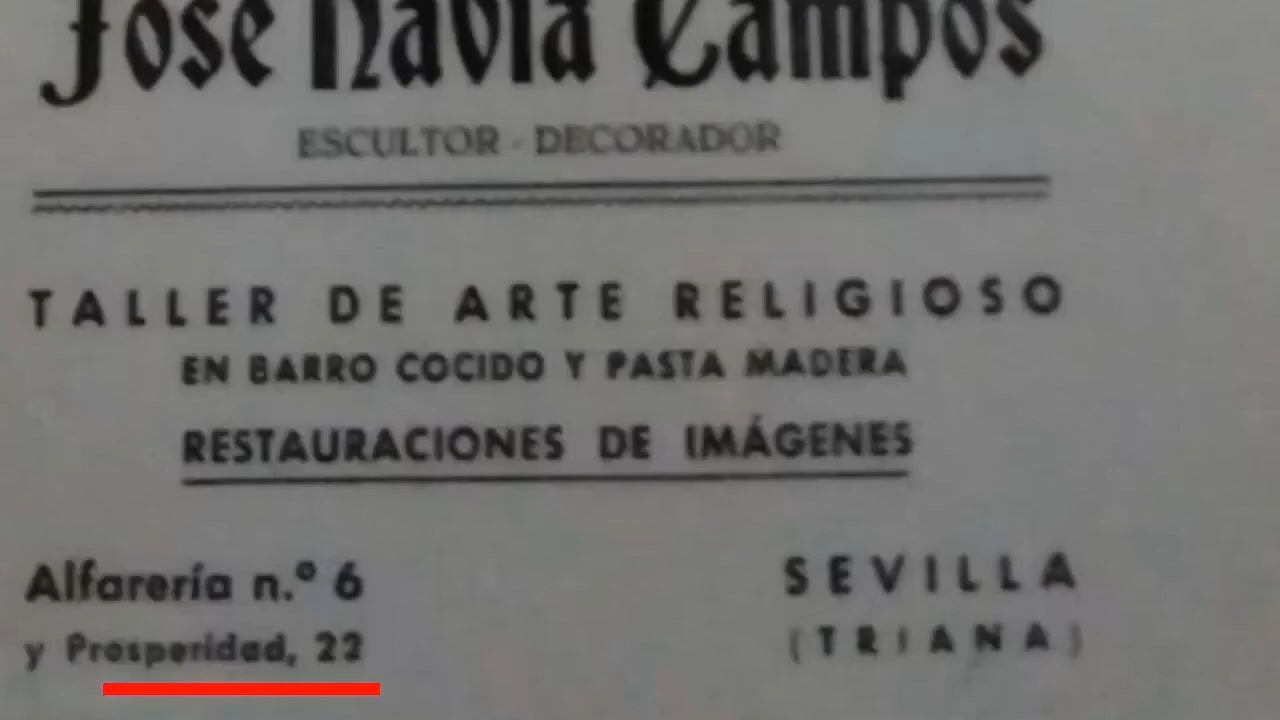 José Navia Campos
ESCULTOR - DECORADOR
TALLER DE ARTE RELIGIOSO
EN BARRO COCIDO Y PASTA MADERA
RESTAURACIONES DE IMÁGENES
Alfarería n.º 6
y Prosperidad, 22
SEVILLA
(TRIANA)